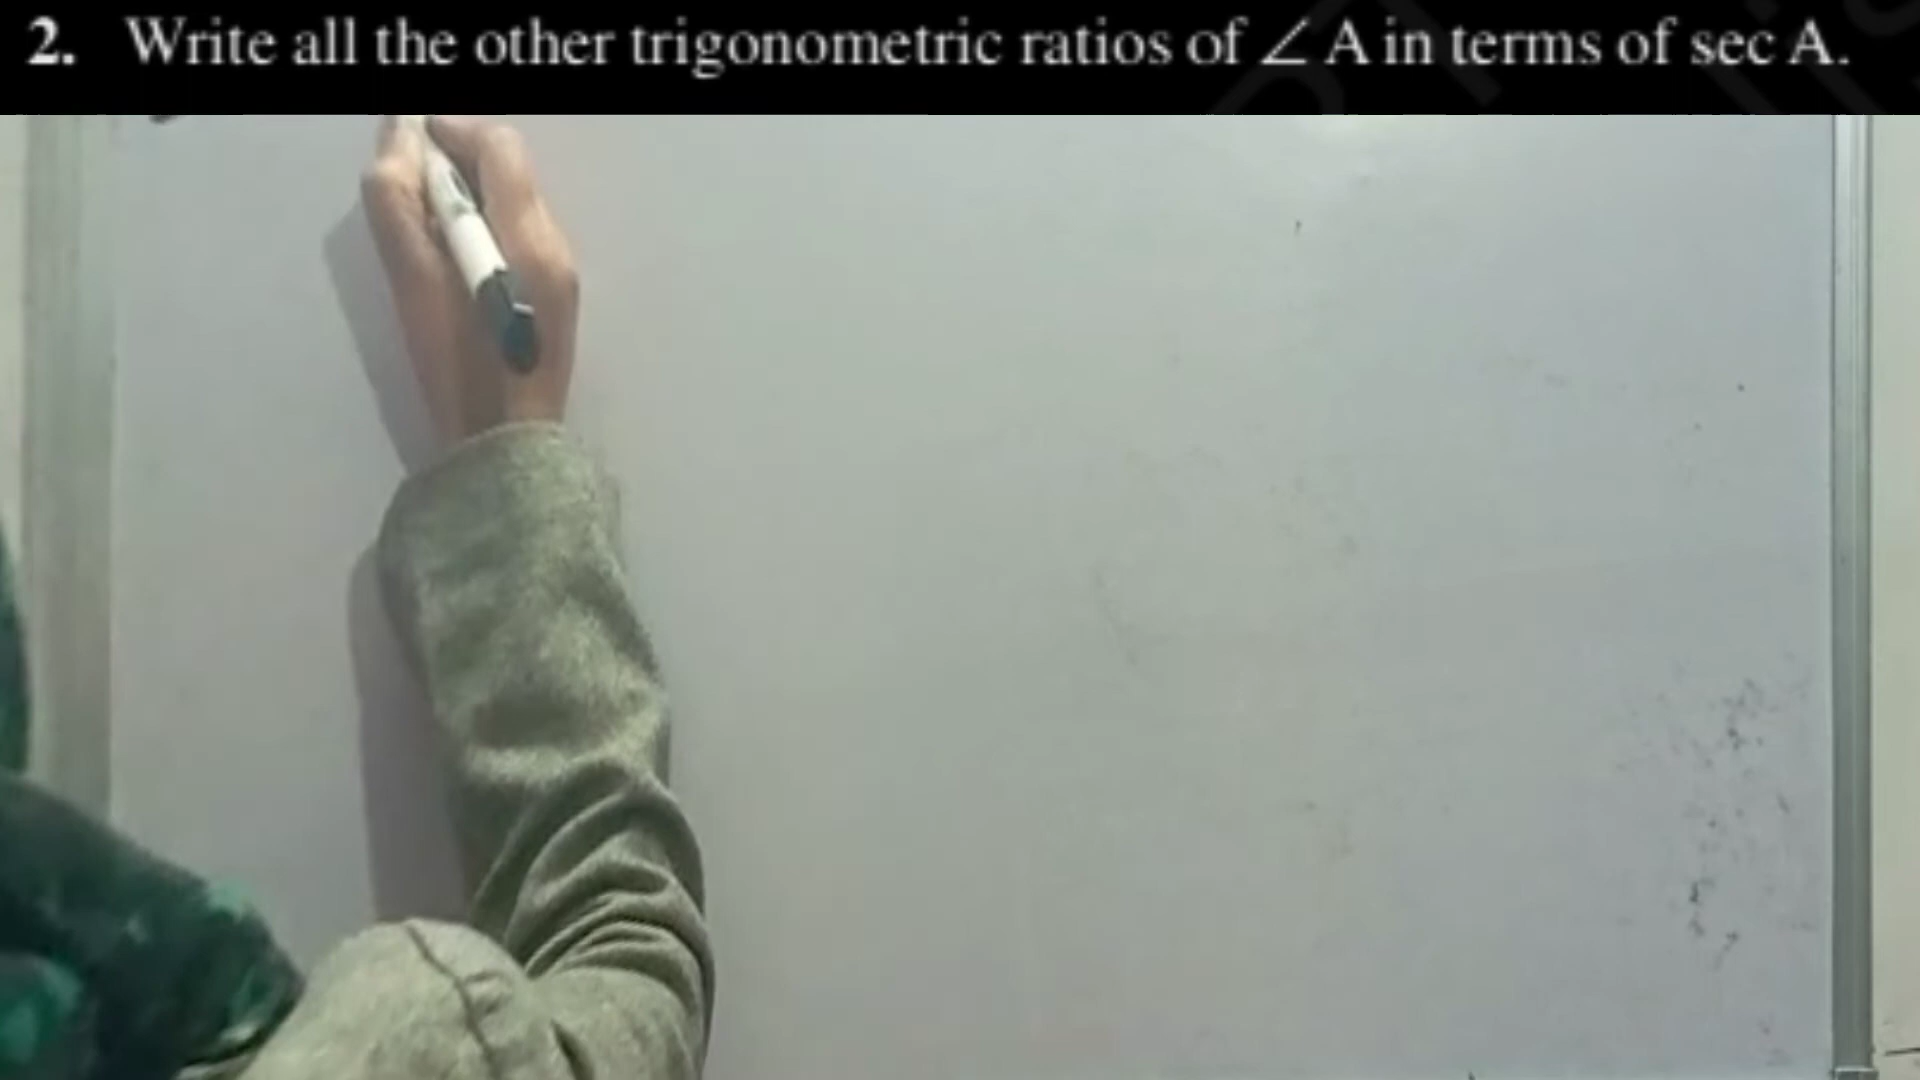 2. Write all the other trigonometric ratios of ∠A in terms of sec A.